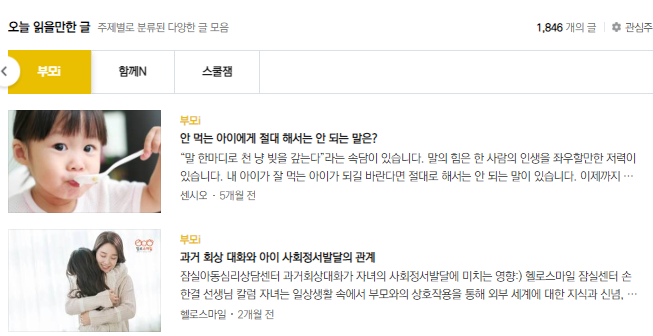 오늘 읽을만한 글 주제별로 분류된 다양한 글 모음 1,846 개의 글 관심주
부모i 함께N 스쿨잼
부모i
안 먹는 아이에게 절대 해서는 안 되는 말은?
“말 한마디로 천 냥 빚을 갚는다”라는 속담이 있습니다. 말의 힘은 한 사람의 인생을 좌우할만한 저력이
있습니다. 내 아이가 잘 먹는 아이가 되길 바란다면 절대로 해서는 안 되는 말이 있습니다. 이제까지 …
센시오 · 5개월 전
헬로스마일
부모i
과거 회상 대화와 아이 사회정서발달의 관계
잠실아동심리상담센터 과거회상대화가 자녀의 사회정서발달에 미치는 영향:) 헬로스마일 잠실센터 손
한결 선생님 칼럼 자녀는 일상생활 속에서 부모와의 상호작용을 통해 외부 세계에 대한 지식과 신념, …
헬로스마일 · 2개월 전